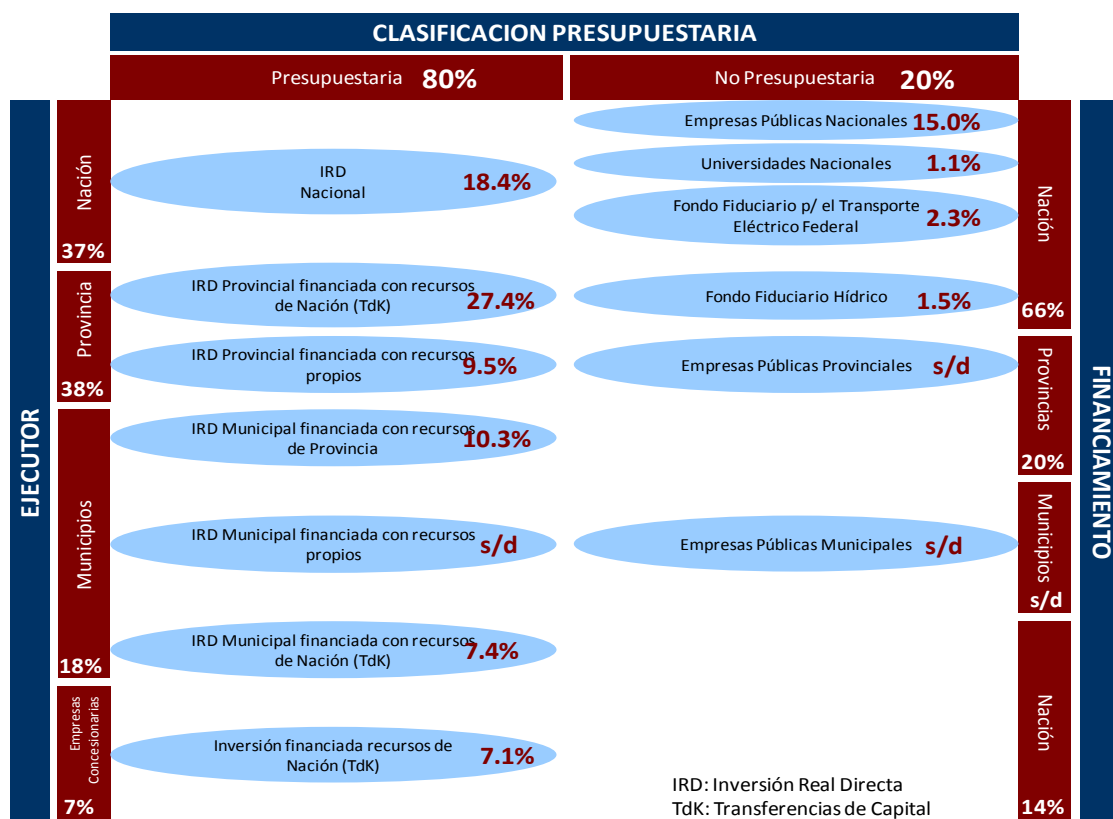 CLASIFICACION PRESUPUESTARIA
Presupuestaria 80%
No Presupuestaria 20%
EJECUTOR
Nación
37%
Provincia
38%
Municipios
18%
Empresas
Concesionarias
7%
IRD
Nacional
18.4%
IRD Provincial financiada con recursos
de Nación (TdK)
27.4%
IRD Provincial financiada con recursos
propios
9.5%
IRD Municipal financiada con recursos
de Provincia
10.3%
IRD Municipal financiada con recursos
propios
s/d
IRD Municipal financiada con recursos
de Nación (TdK)
7.4%
Inversión financiada recursos de
Nación (TdK)
7.1%
Empresas Públicas Nacionales 15.0%
Universidades Nacionales 1.1%
Fondo Fiduciario p/ el Transporte
Eléctrico Federal
2.3%
Fondo Fiduciario Hídrico 1.5%
Empresas Públicas Provinciales s/d
Empresas Públicas Municipales s/d
IRD: Inversión Real Directa
TdK: Transferencias de Capital
Nación
66%
Provincias
20%
Municipios
s/d
Nación
14%
FINANCIAMIENTO